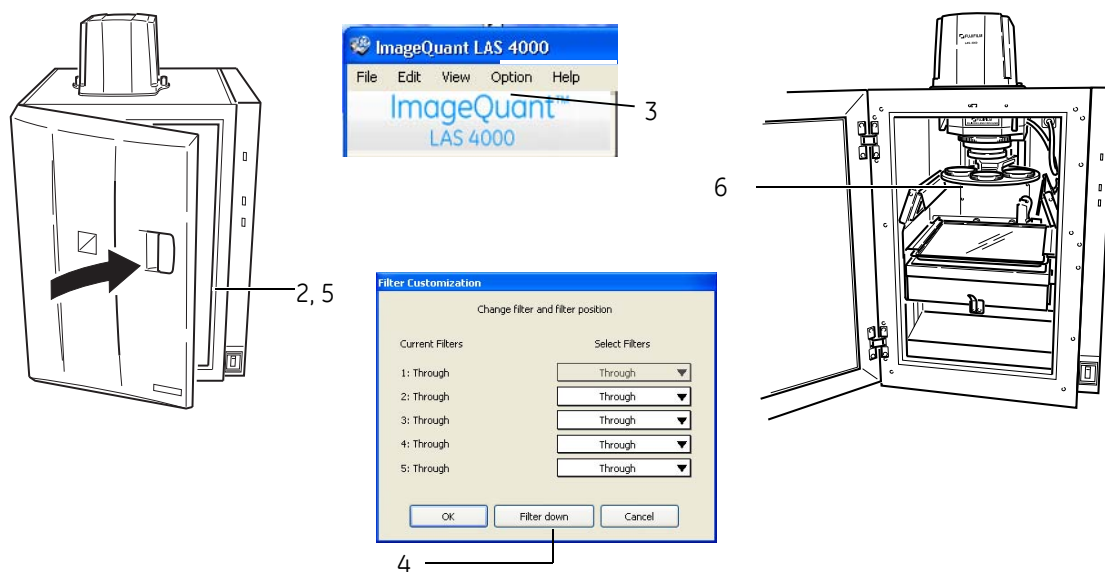 ImageQuant LAS 4000
File Edit View Option Help
ImageQuant™
LAS 4000
3
2, 5
FUJIFILM
6
Filter Customization
Change filter and filter position
Current Filters Select Filters
1: Through Through
2: Through Through
3: Through Through
4: Through Through
5: Through Through
OK Filter down Cancel
4